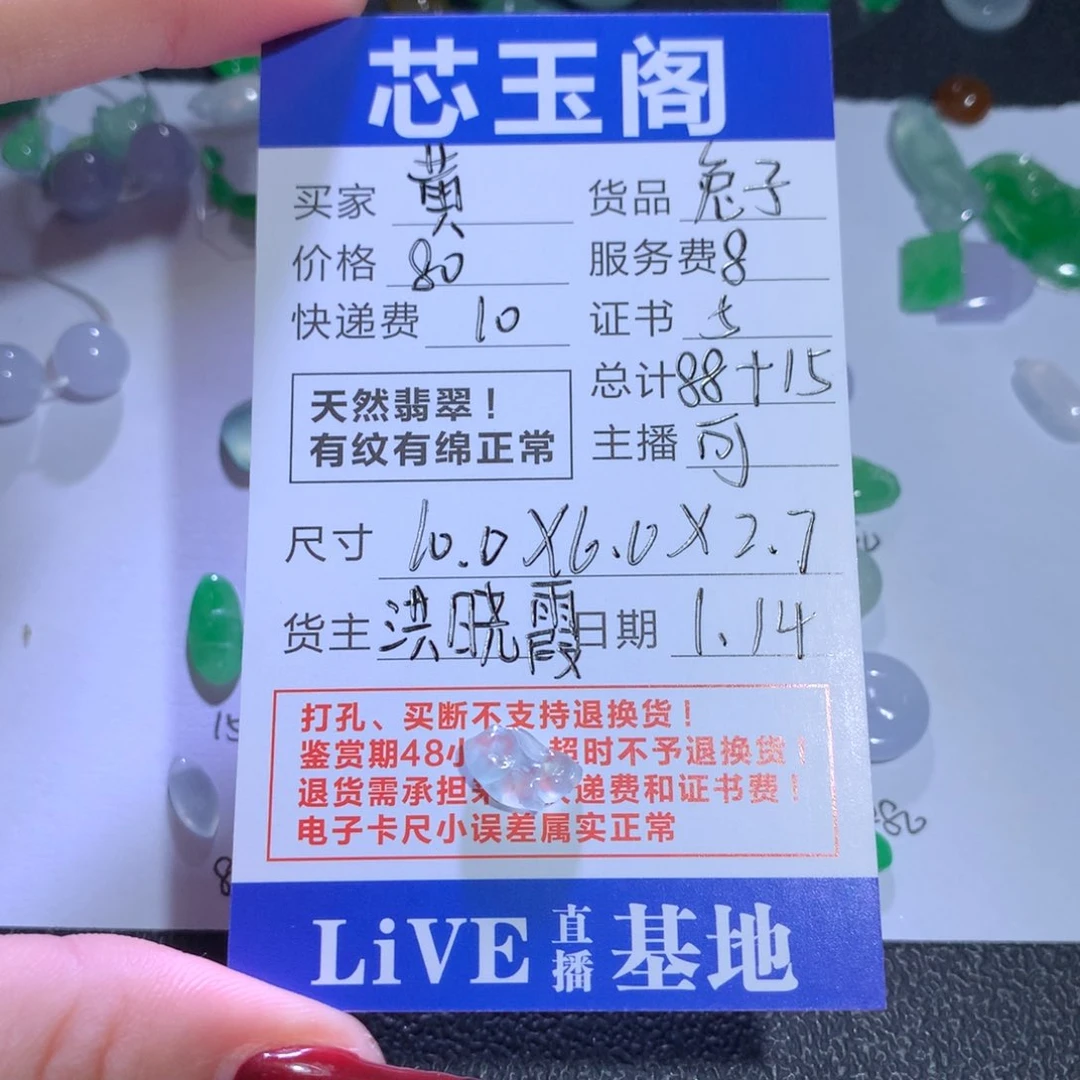 芯玉阁
买家 黄 货品 兔子
价格 80 服务费 8
快递费 10 证书 5
总计 88+15
天然翡翠！
有纹有绵正常
主播 可
尺寸 10.0X6.0X2.7
货主 洪晓霞 日期 1.14
打孔、买断不支持退换货！
鉴赏期48小 超时不予退换货！
退货需承担来 递费和证书费！
电子卡尺小误差属实正常
LiVE 直播 基地
15
8
80